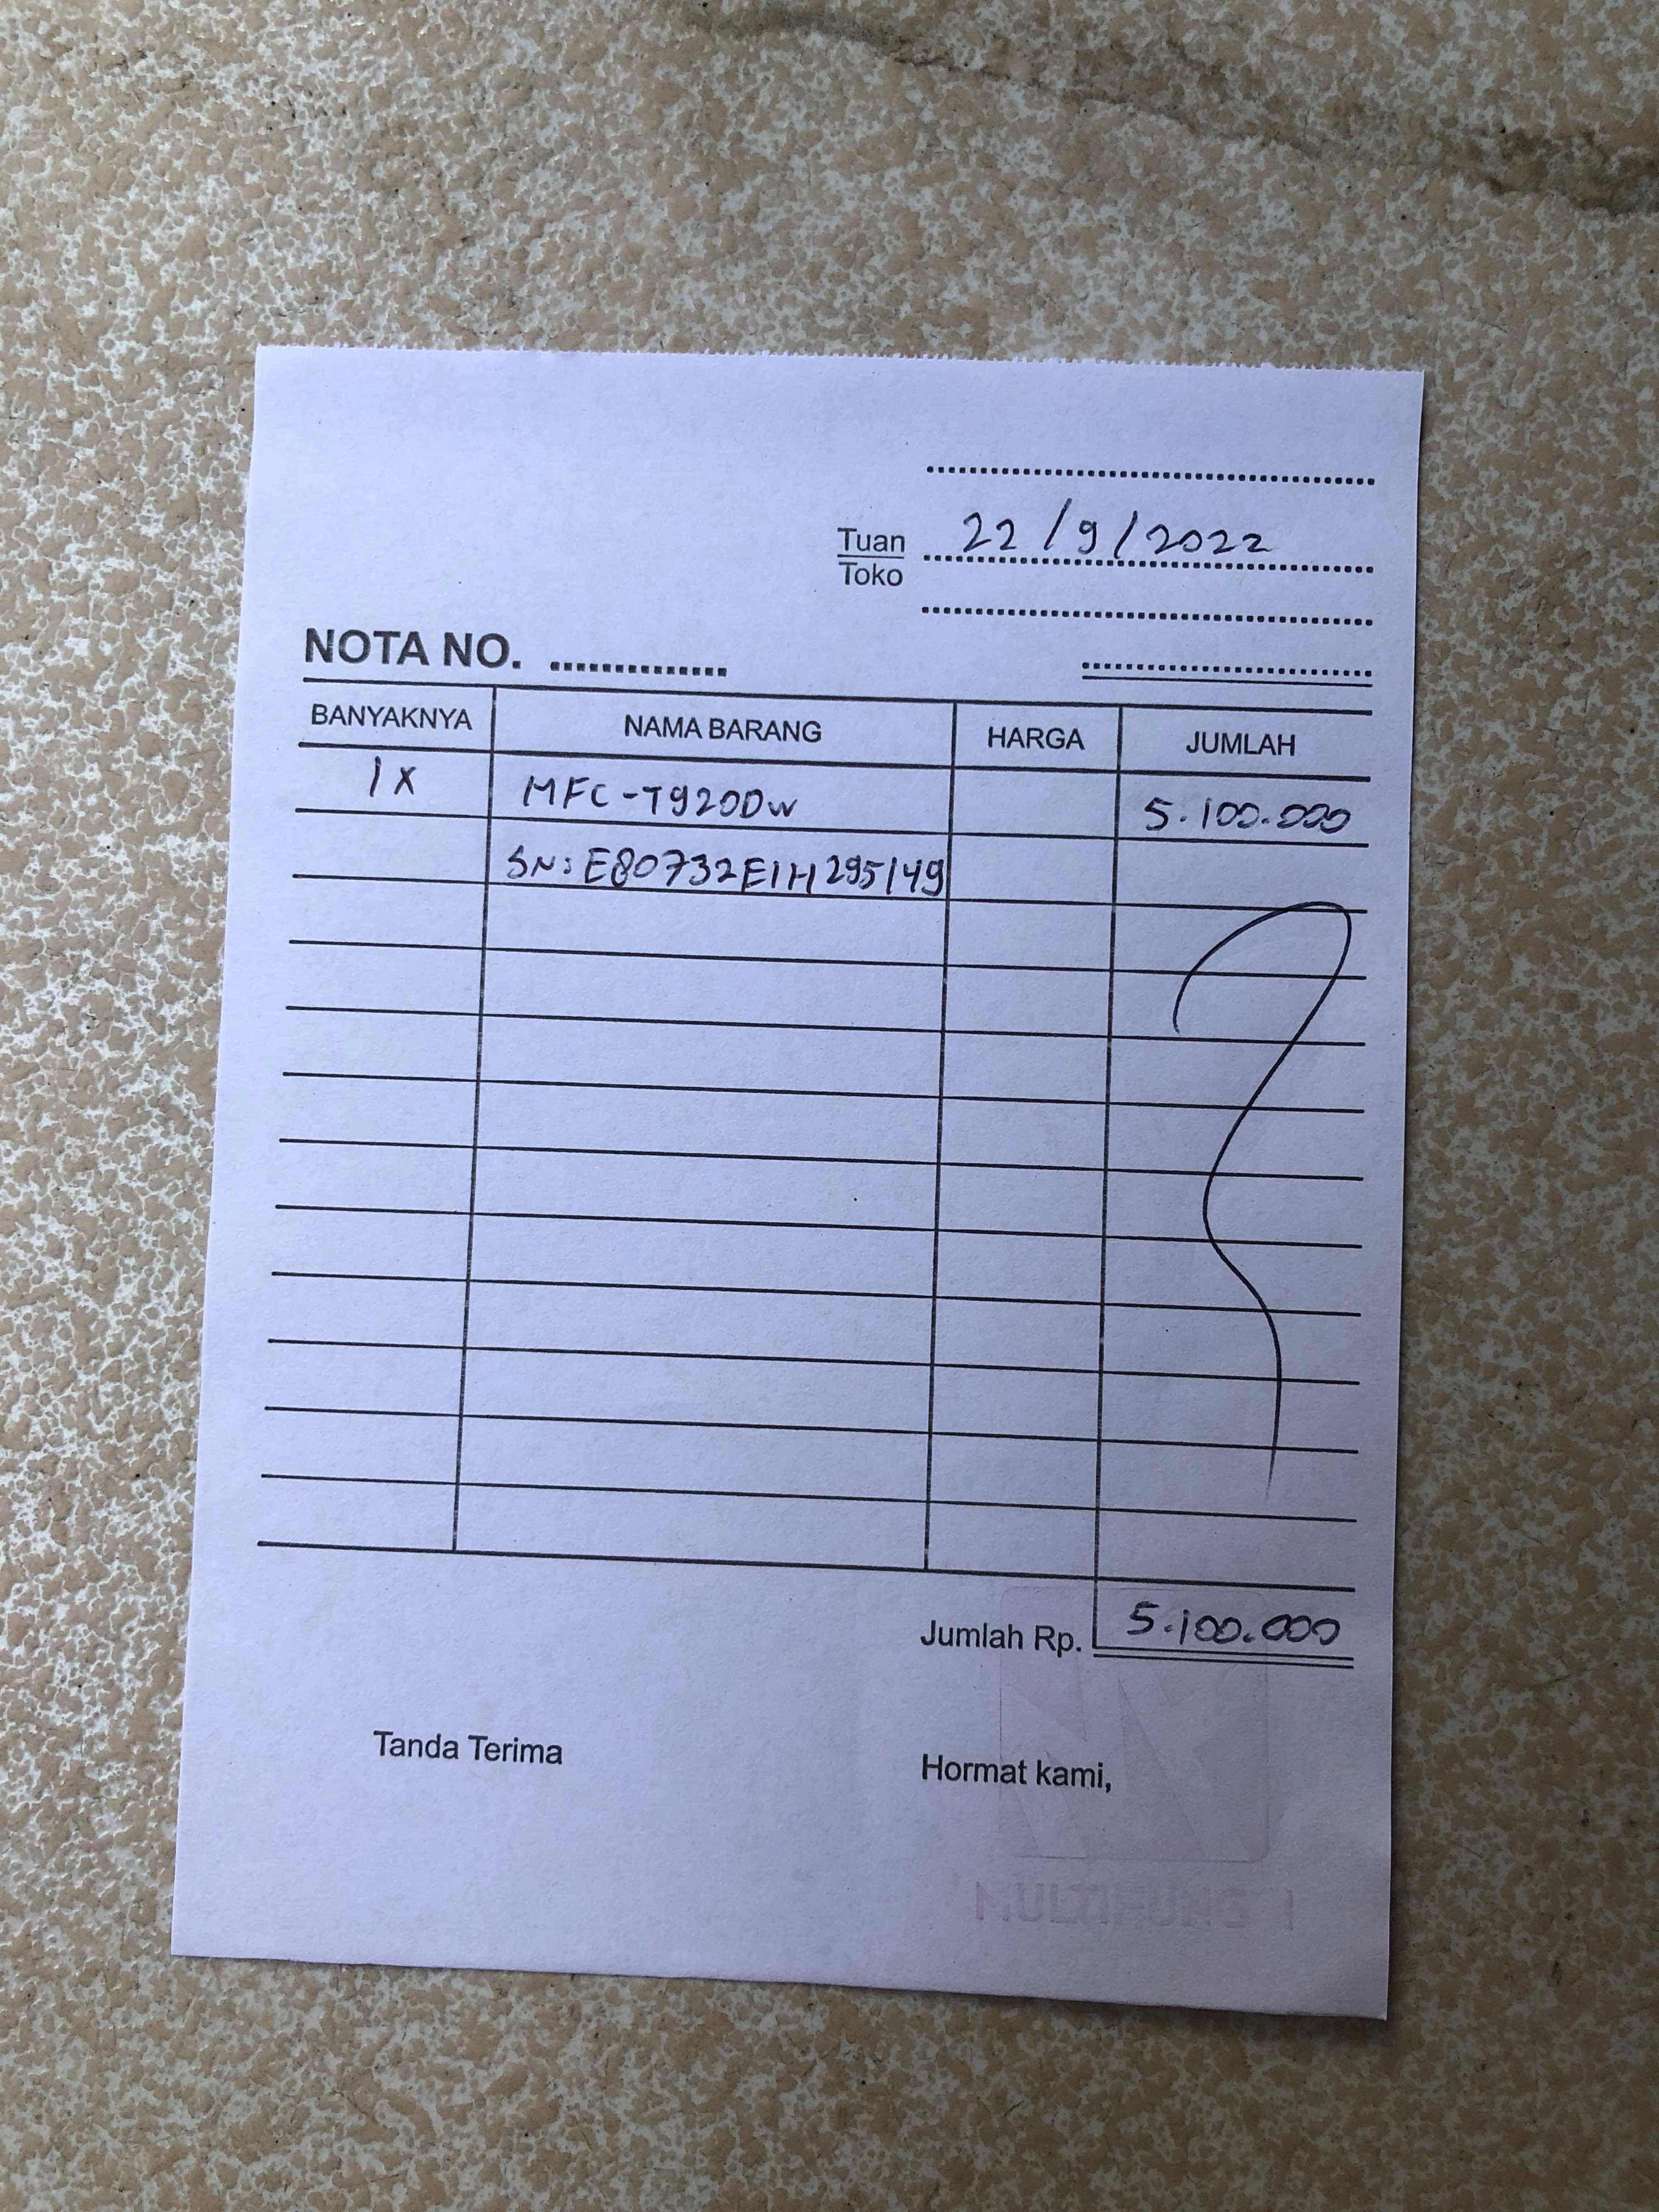 22/9/2022
Tuan
Toko
NOTA NO. ..............
BANYAKNYA NAMA BARANG HARGA JUMLAH
1x MFC-T920DW 5.100.000
SN: E80732E1H295149
Jumlah Rp. 5.100.000
Tanda Terima Hormat kami,